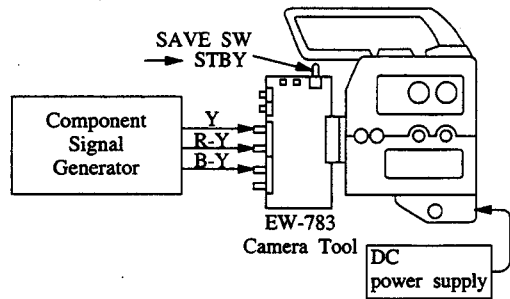 SAVE SW
STBY
Component
Signal
Generator
Y
R-Y
B-Y
EW-783
Camera Tool
DC
power supply